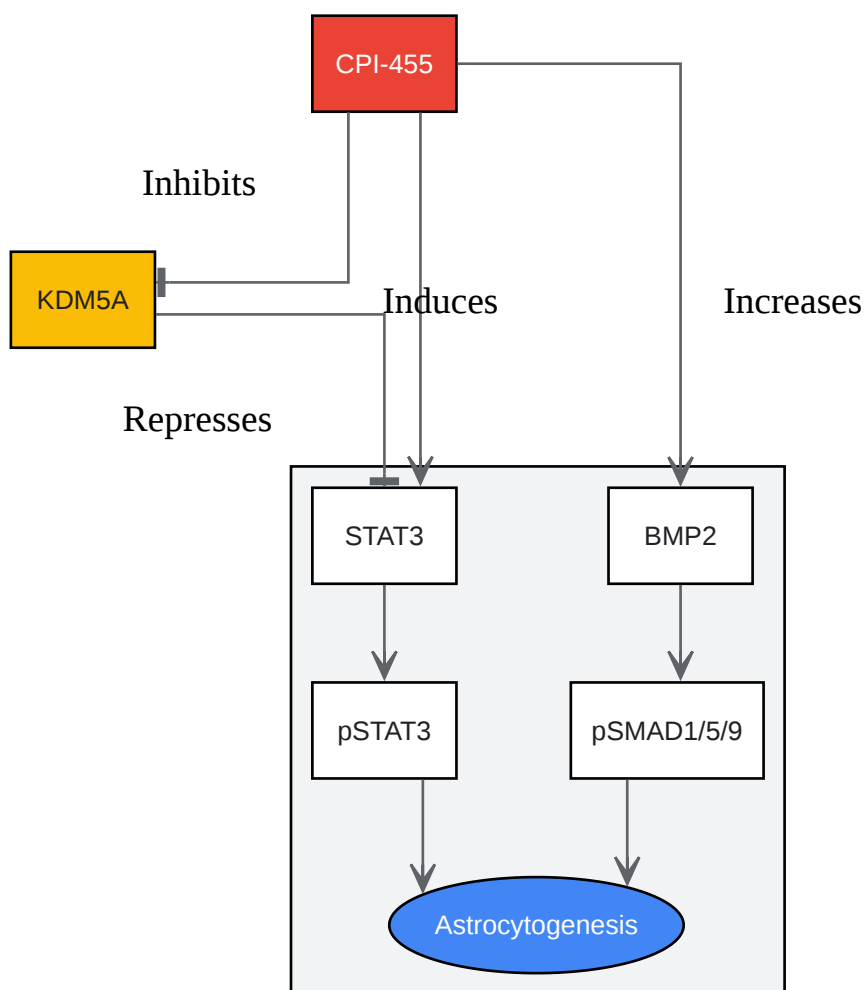 CPI-455
Inhibits
KDM5A
Induces
Increases
Represses
STAT3
BMP2
pSTAT3
pSMAD1/5/9
Astrocytogenesis